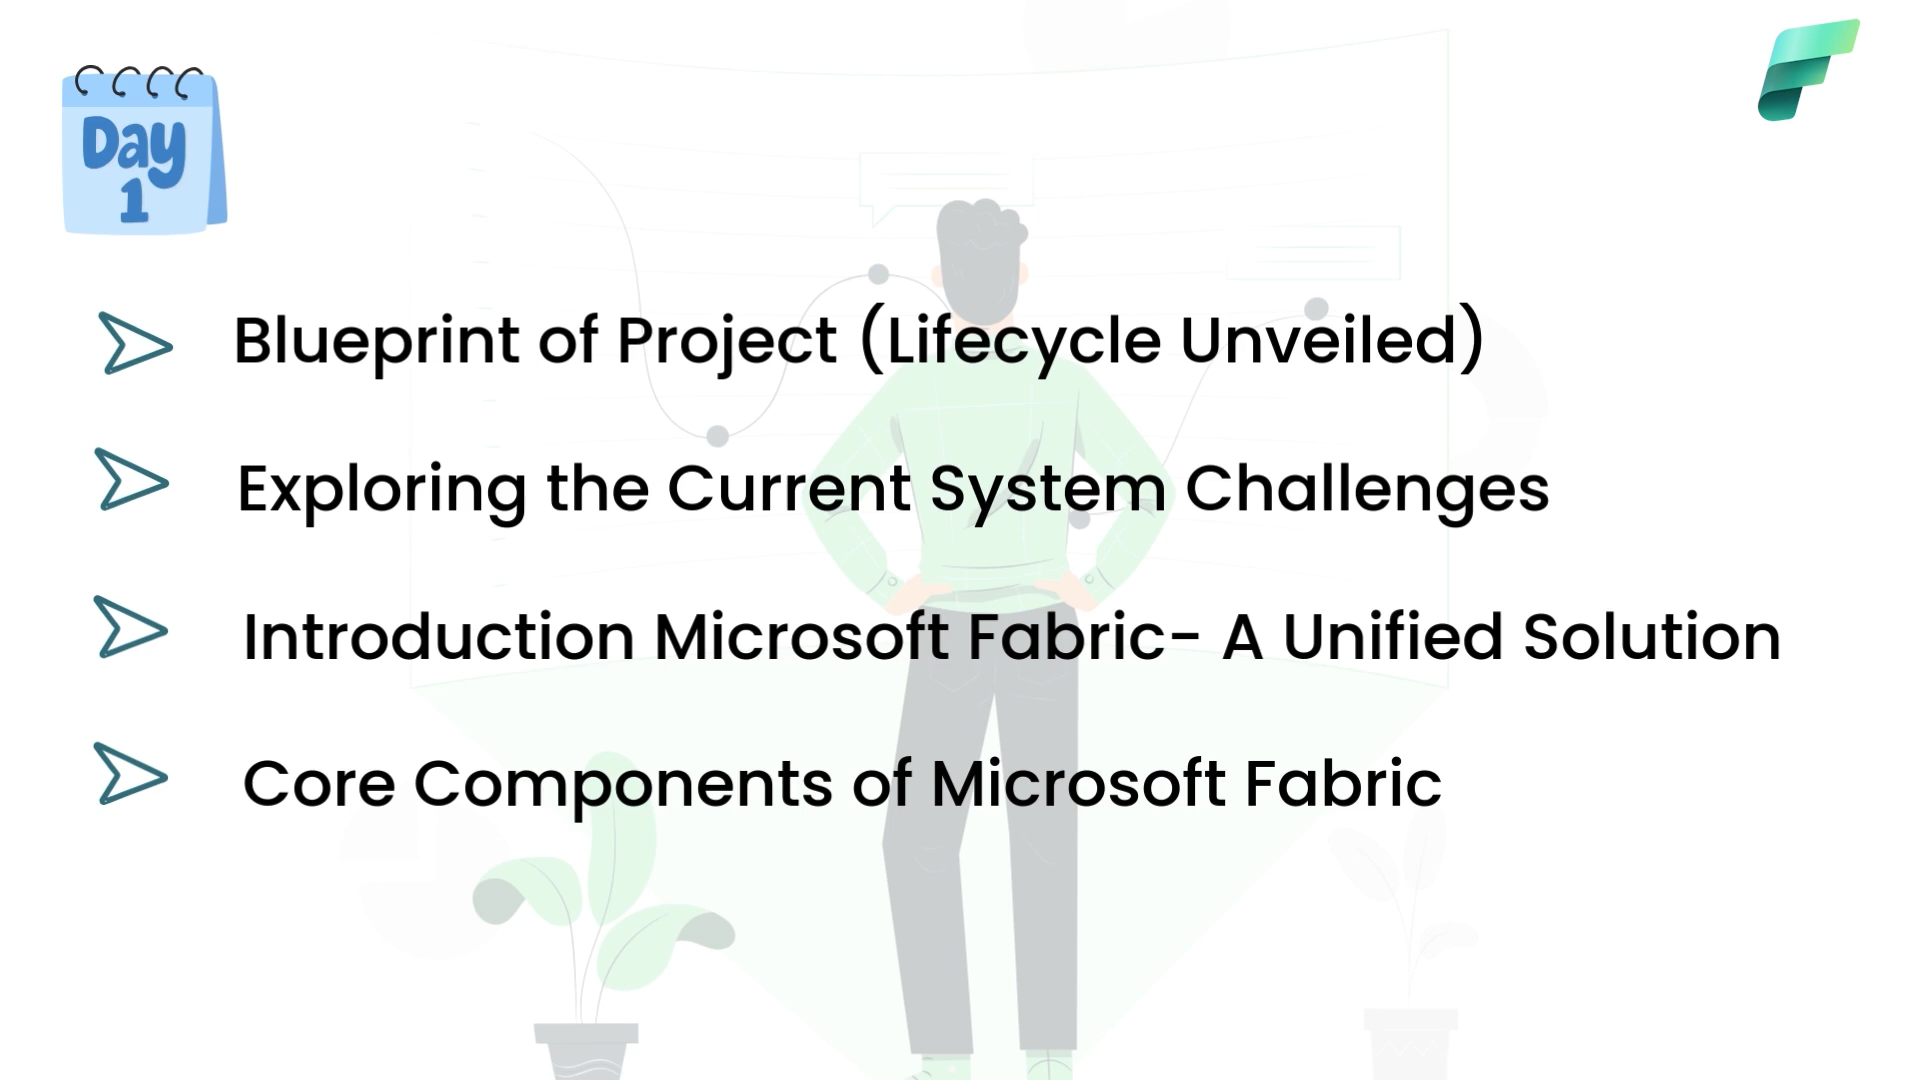 Day
1
Blueprint of Project (Lifecycle Unveiled)
Exploring the Current System Challenges
Introduction Microsoft Fabric- A Unified Solution
Core Components of Microsoft Fabric